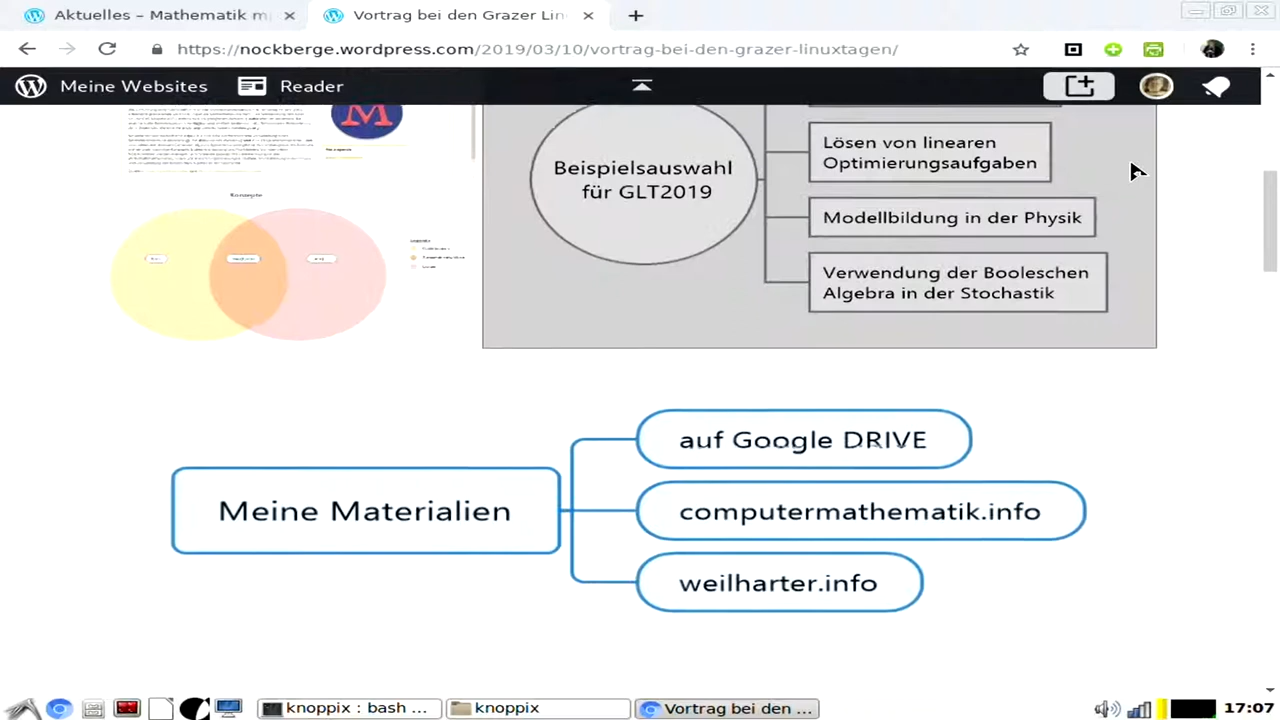 Aktuelles – Mathematik m
Vortrag bei den Grazer Lin
https://nockberge.wordpress.com/2019/03/10/vortrag-bei-den-grazer-linuxtagen/
Meine Websites
Reader
Konzepte
Beispielsauswahl
für GLT2019
Lösen von linearen
Optimierungsaufgaben
Modellbildung in der Physik
Verwendung der Booleschen
Algebra in der Stochastik
Meine Materialien
auf Google DRIVE
computermathematik.info
weilharter.info
knoppix : bash ...
knoppix
Vortrag bei den ...
17:07